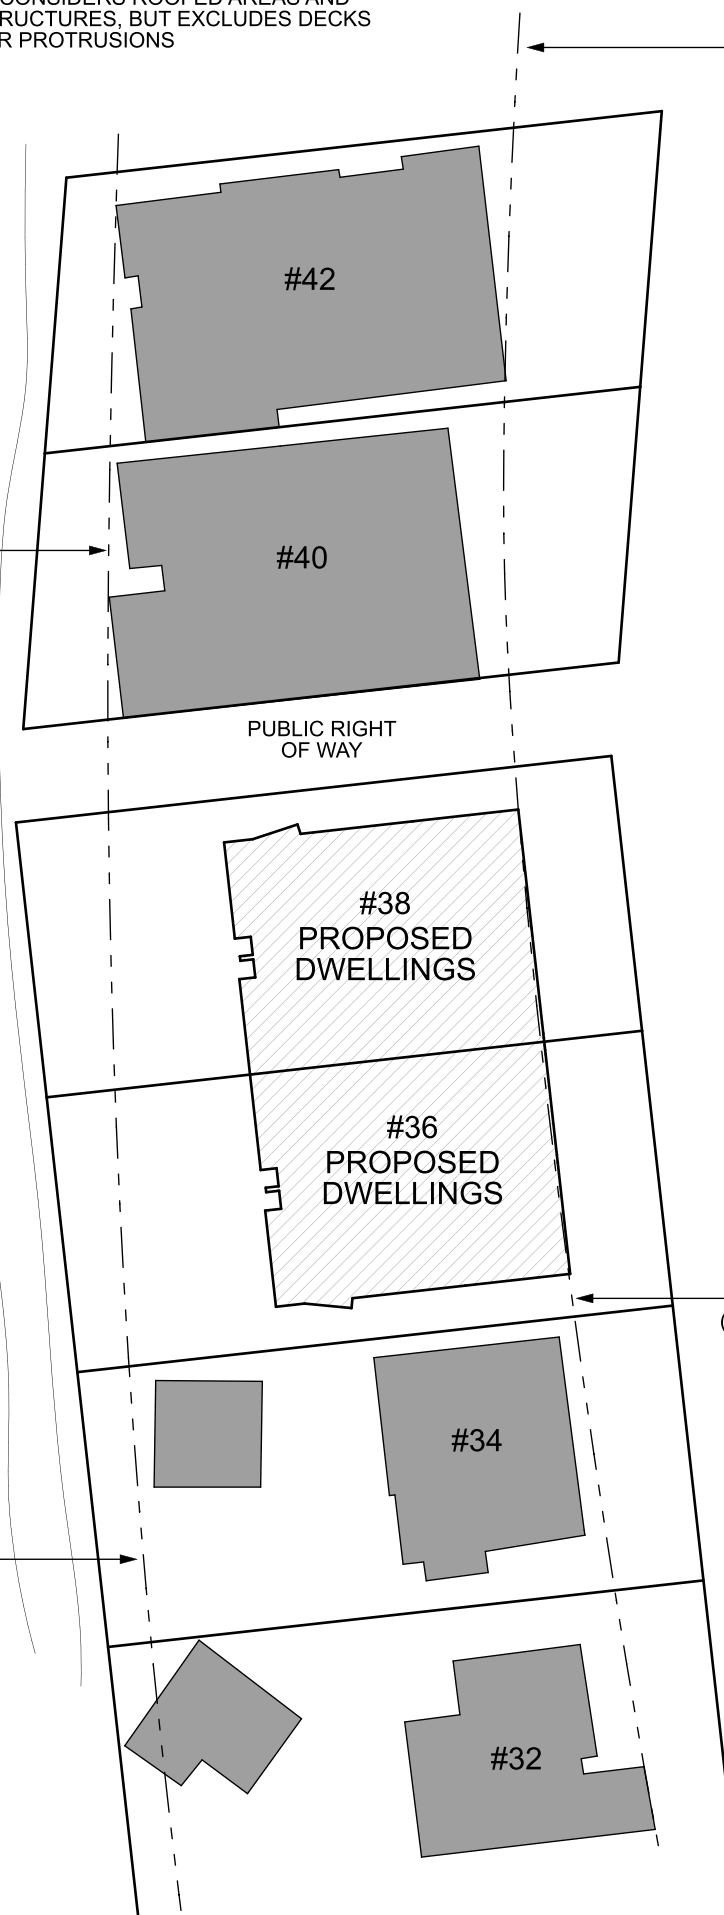 RUCTURES, BUT EXCLUDES DECKS
R PROTRUSIONS
#42
#40
PUBLIC RIGHT
OF WAY
#38
PROPOSED
DWELLINGS
#36
PROPOSED
DWELLINGS
#34
#32